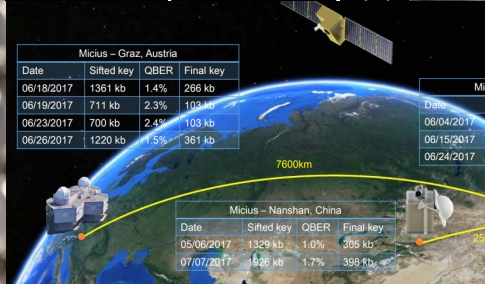 Micius – Graz, Austria
Date Sifted key QBER Final key
06/18/2017 1361 kb 1.4% 266 kb
06/19/2017 711 kb 2.3% 103 kb
06/23/2017 700 kb 2.4% 103 kb
06/26/2017 1220 kb 1.5% 361 kb
Mi
Date
06/04/2017
06/15/2017
06/24/2017
7600km
Micius – Nanshan, China
Date Sifted key QBER Final key
05/06/2017 1329 kb 1.0% 305 kb
07/07/2017 1926 kb 1.7% 398 kb
25